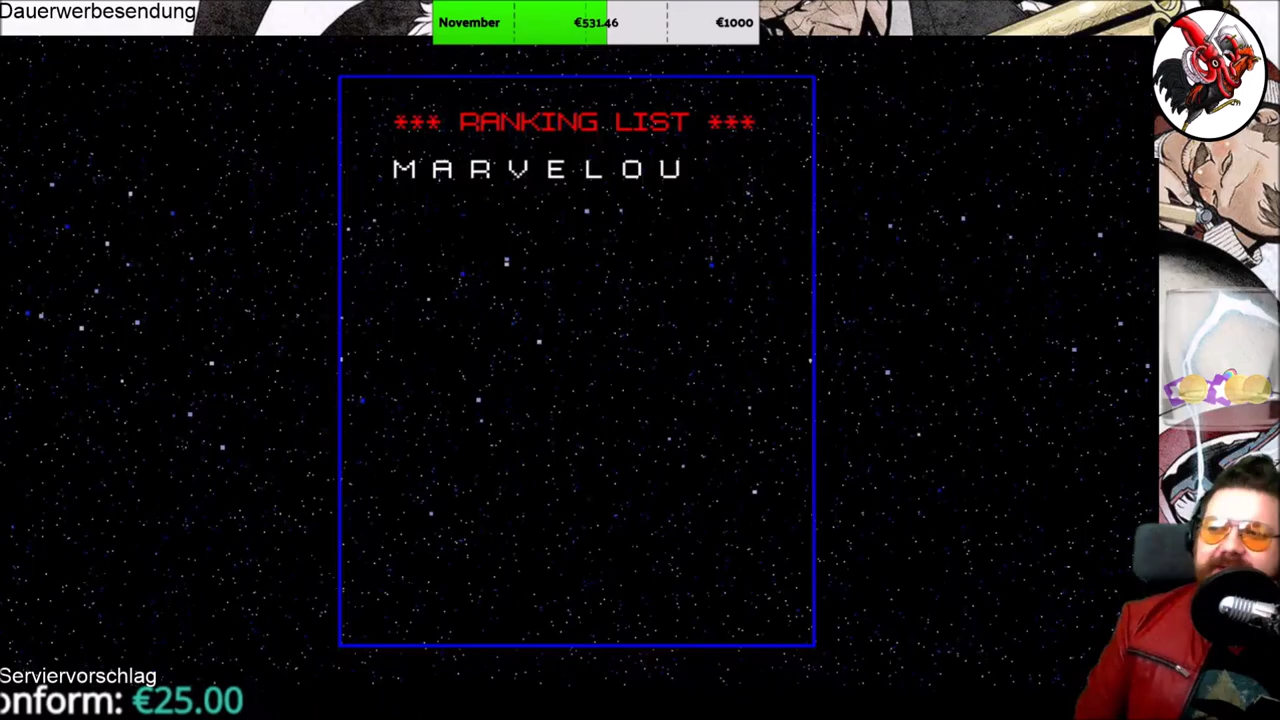 Dauerwerbesendung
November €531.46 €1000
*** RANKING LIST ***
M A R V E L O U
Serviervorschlag
onform: €25.00